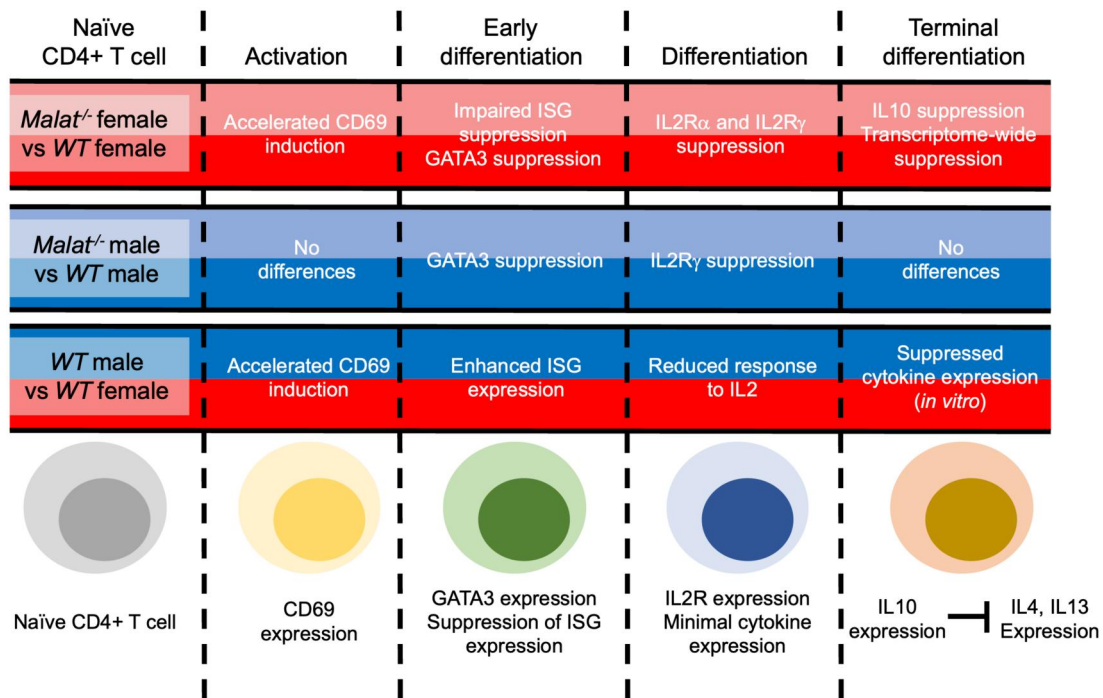 Naïve
CD4+ T cell
Activation
Early
differentiation
Differentiation
Terminal
differentiation
Malat-/- female
vs WT female
Accelerated CD69
induction
Impaired ISG
suppression
GATA3 suppression
IL2Rα and IL2Rγ
suppression
IL10 suppression
Transcriptome-wide
suppression
Malat-/- male
vs WT male
No
differences
GATA3 suppression
IL2Rγ suppression
No
differences
WT male
vs WT female
Accelerated CD69
induction
Enhanced ISG
expression
Reduced response
to IL2
Suppressed
cytokine expression
(in vitro)
Naïve CD4+ T cell
CD69
expression
GATA3 expression
Suppression of ISG
expression
IL2R expression
Minimal cytokine
expression
IL10
expression
IL4, IL13
Expression